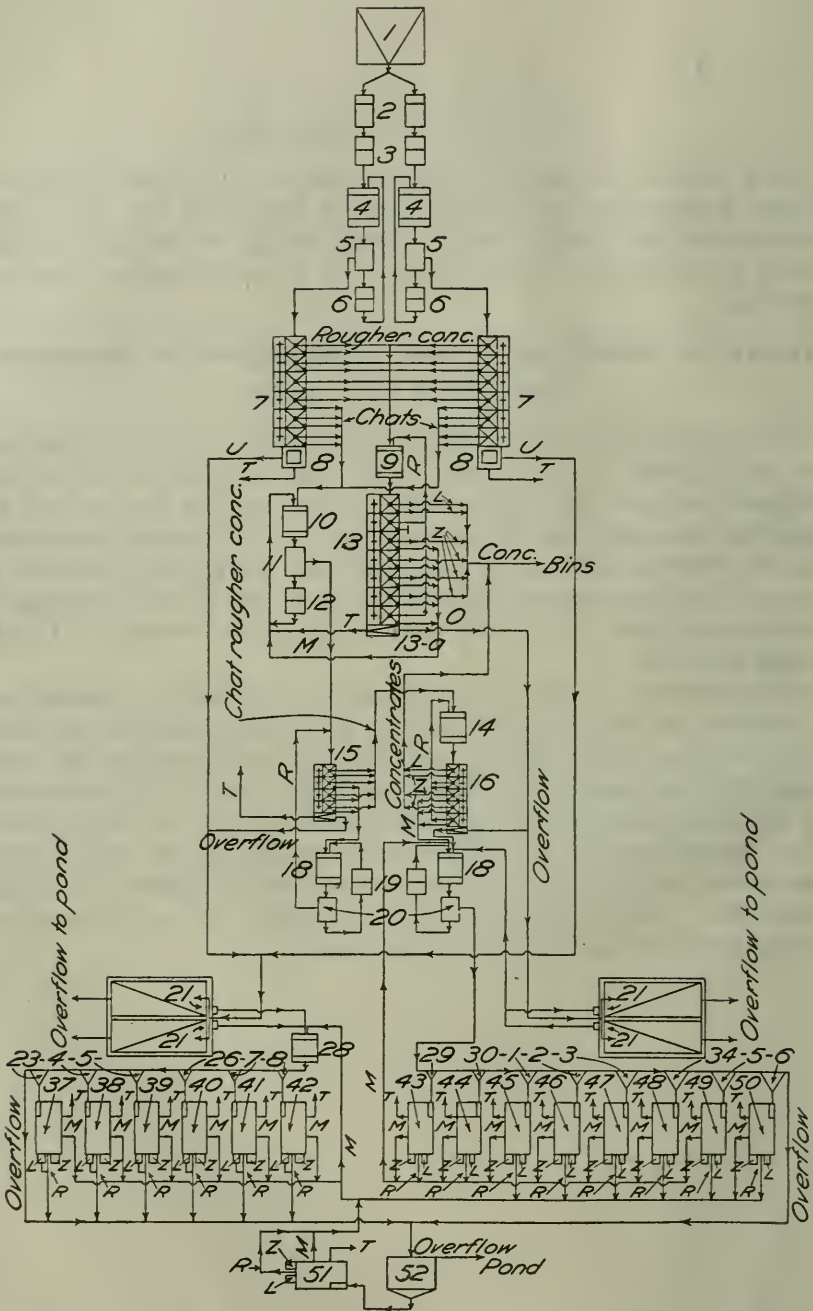 1
2
3
4 4
5 5
6 6
Rougher conc.
7 7
Chats
U 8 9 R 8 U
T T
Chat rougher conc.
10 13 L
Z
11 Conc. Bins
12
T O
M 13-a
14
Concentrates
R 15 L R
T Z 16
M
Overflow
Overflow
18 19 18
20
Overflow to pond
Overflow to pond
21 21
21 21
28
23-4-5 26-7-8 29 30-1-2-3 34-5-6
M M
37 38 39 40 41 42 43 44 45 46 47 48 49 50
T T T T T T T T T T T T T T
M M M M M M M M M M M M M M
L Z L Z L Z L Z L Z L Z Z L Z L Z L Z L Z L Z L Z L Z L
R R R R R R R R R R R R R
Overflow
Overflow
Z M T
R 51 52 Overflow
L Pond